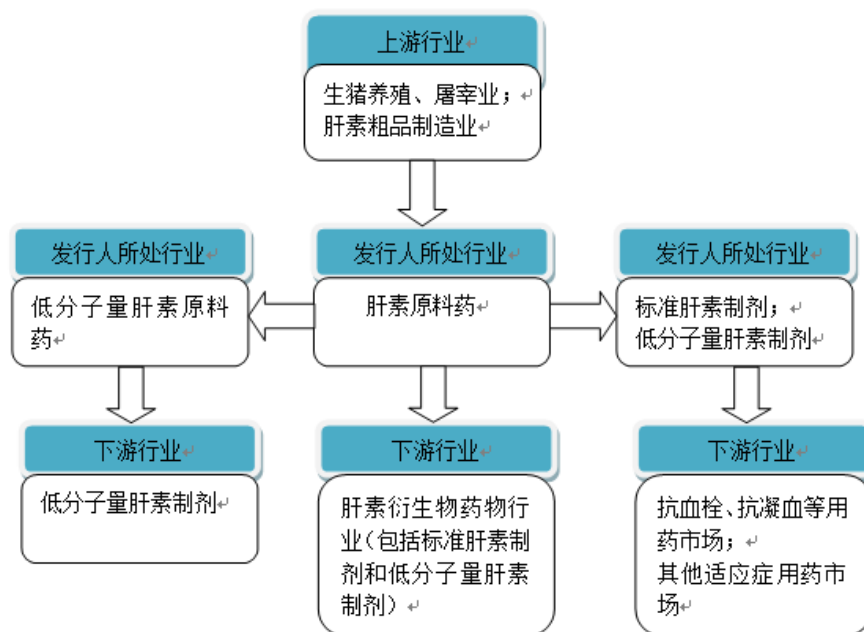 上游行业
生猪养殖、屠宰业；
肝素粗品制造业
发行人所处行业
低分子量肝素原料
药
发行人所处行业
肝素原料药
发行人所处行业
标准肝素制剂；
低分子量肝素制剂
下游行业
低分子量肝素制剂
下游行业
肝素衍生物药物行
业（包括标准肝素制
剂和低分子量肝素
制剂）
下游行业
抗血栓、抗凝血等用
药市场；
其他适应症用药市
场